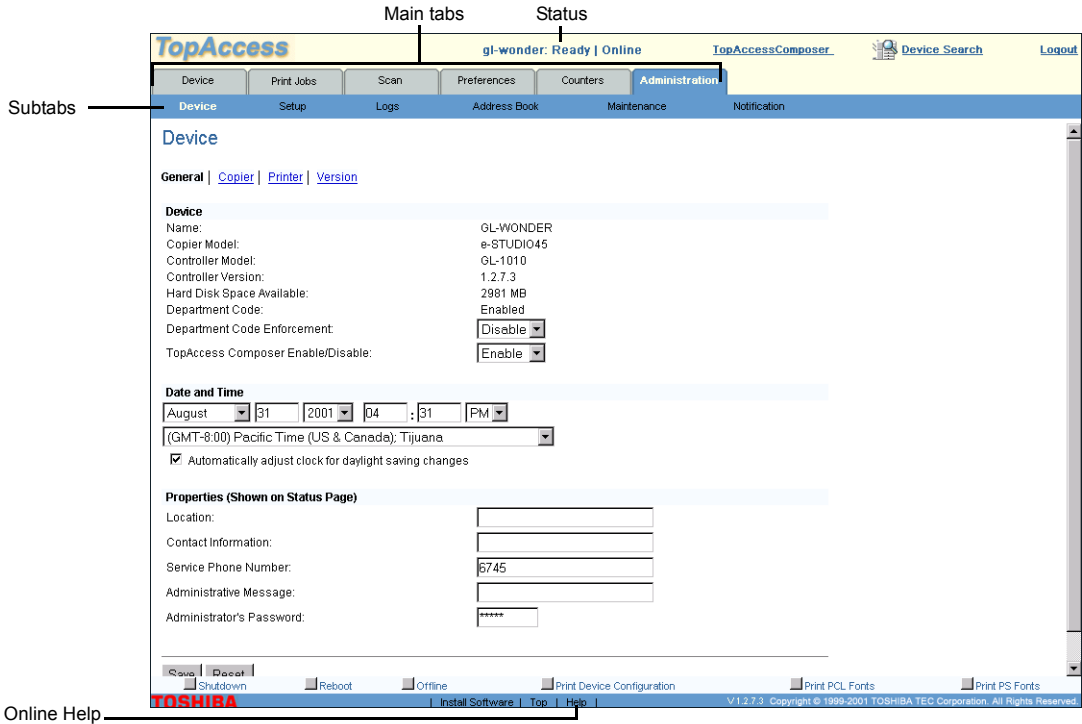 Main tabs Status
TopAccess gl-wonder: Ready | Online TopAccessComposer Device Search Logout
Device Print Jobs Scan Preferences Counters Administration
Subtabs
Device Setup Logs Address Book Maintenance Notification
Device
General | Copier | Printer | Version
Device
Name: GL-WONDER
Copier Model: e-STUDIO45
Controller Model: GL-1010
Controller Version: 1.2.7.3
Hard Disk Space Available: 2981 MB
Department Code: Enabled
Department Code Enforcement: Disable
TopAccess Composer Enable/Disable: Enable
Date and Time
August 31 2001 04 : 31 PM
(GMT-8:00) Pacific Time (US & Canada); Tijuana
Automatically adjust clock for daylight saving changes
Properties (Shown on Status Page)
Location:
Contact Information:
Service Phone Number: 6745
Administrative Message:
Administrator's Password: *****
Save Reset
Shutdown Reboot Offline Print Device Configuration Print PCL Fonts Print PS Fonts
TOSHIBA | Install Software | Top | Help | V 1.2.7.3 Copyright © 1999-2001 TOSHIBA TEC Corporation. All Rights Reserved.
Online Help